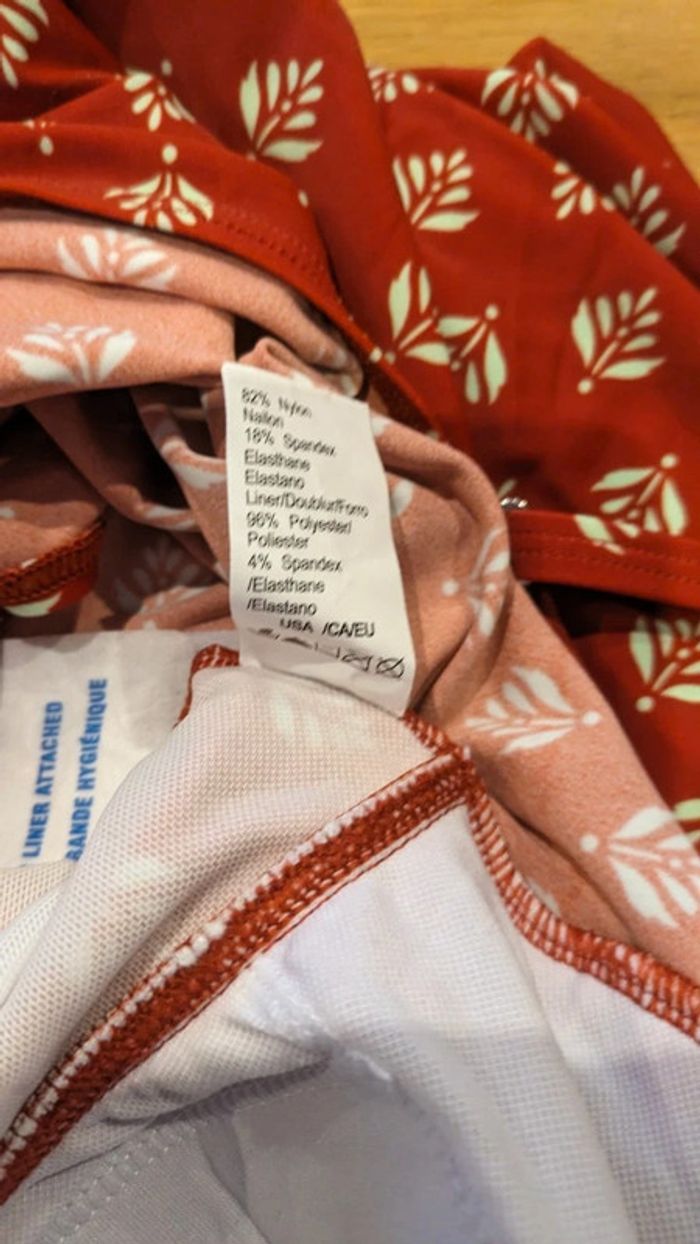 82% Nylon
Nailon
18% Spandex
Elasthane
Elastano
Liner/Doublur/Forro
96% Polyester/
Poliester
4% Spandex
/Elasthane
/Elastano
USA /CA/EU
LINER ATTACHED
BANDE HYGIÉNIQUE